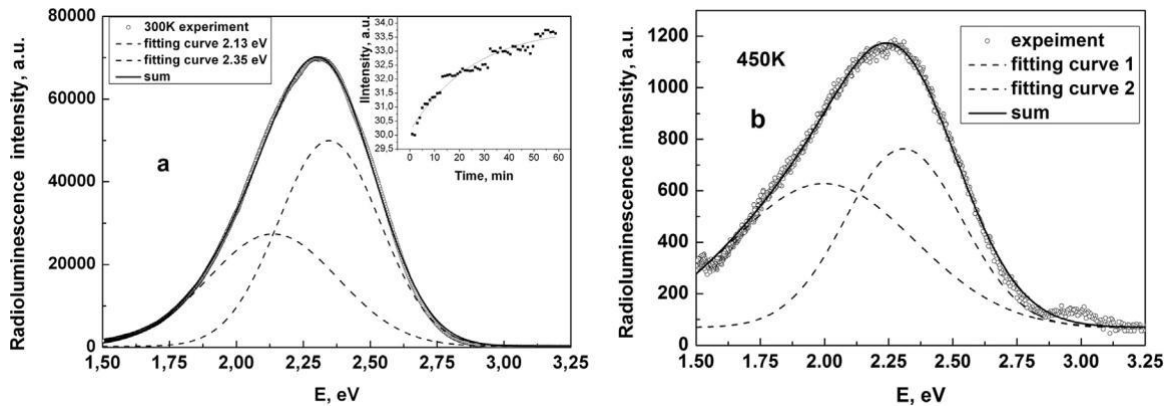 80000
60000
40000
20000
0
Radioluminescence intensity, a.u.
300K experiment
fitting curve 2.13 eV
fitting curve 2.35 eV
sum
a
IIntensity, a.u.
34,0
33,5
33,0
32,5
32,0
31,5
31,0
30,5
30,0
29,5
0 10 20 30 40 50 60
Time, min
1,50 1,75 2,00 2,25 2,50 2,75 3,00 3,25
E, eV
1200
1000
800
600
400
200
0
Radioluminescence intensity, a.u.
450K
b
expeiment
fitting curve 1
fitting curve 2
sum
1.50 1.75 2.00 2.25 2.50 2.75 3.00 3.25
E, eV